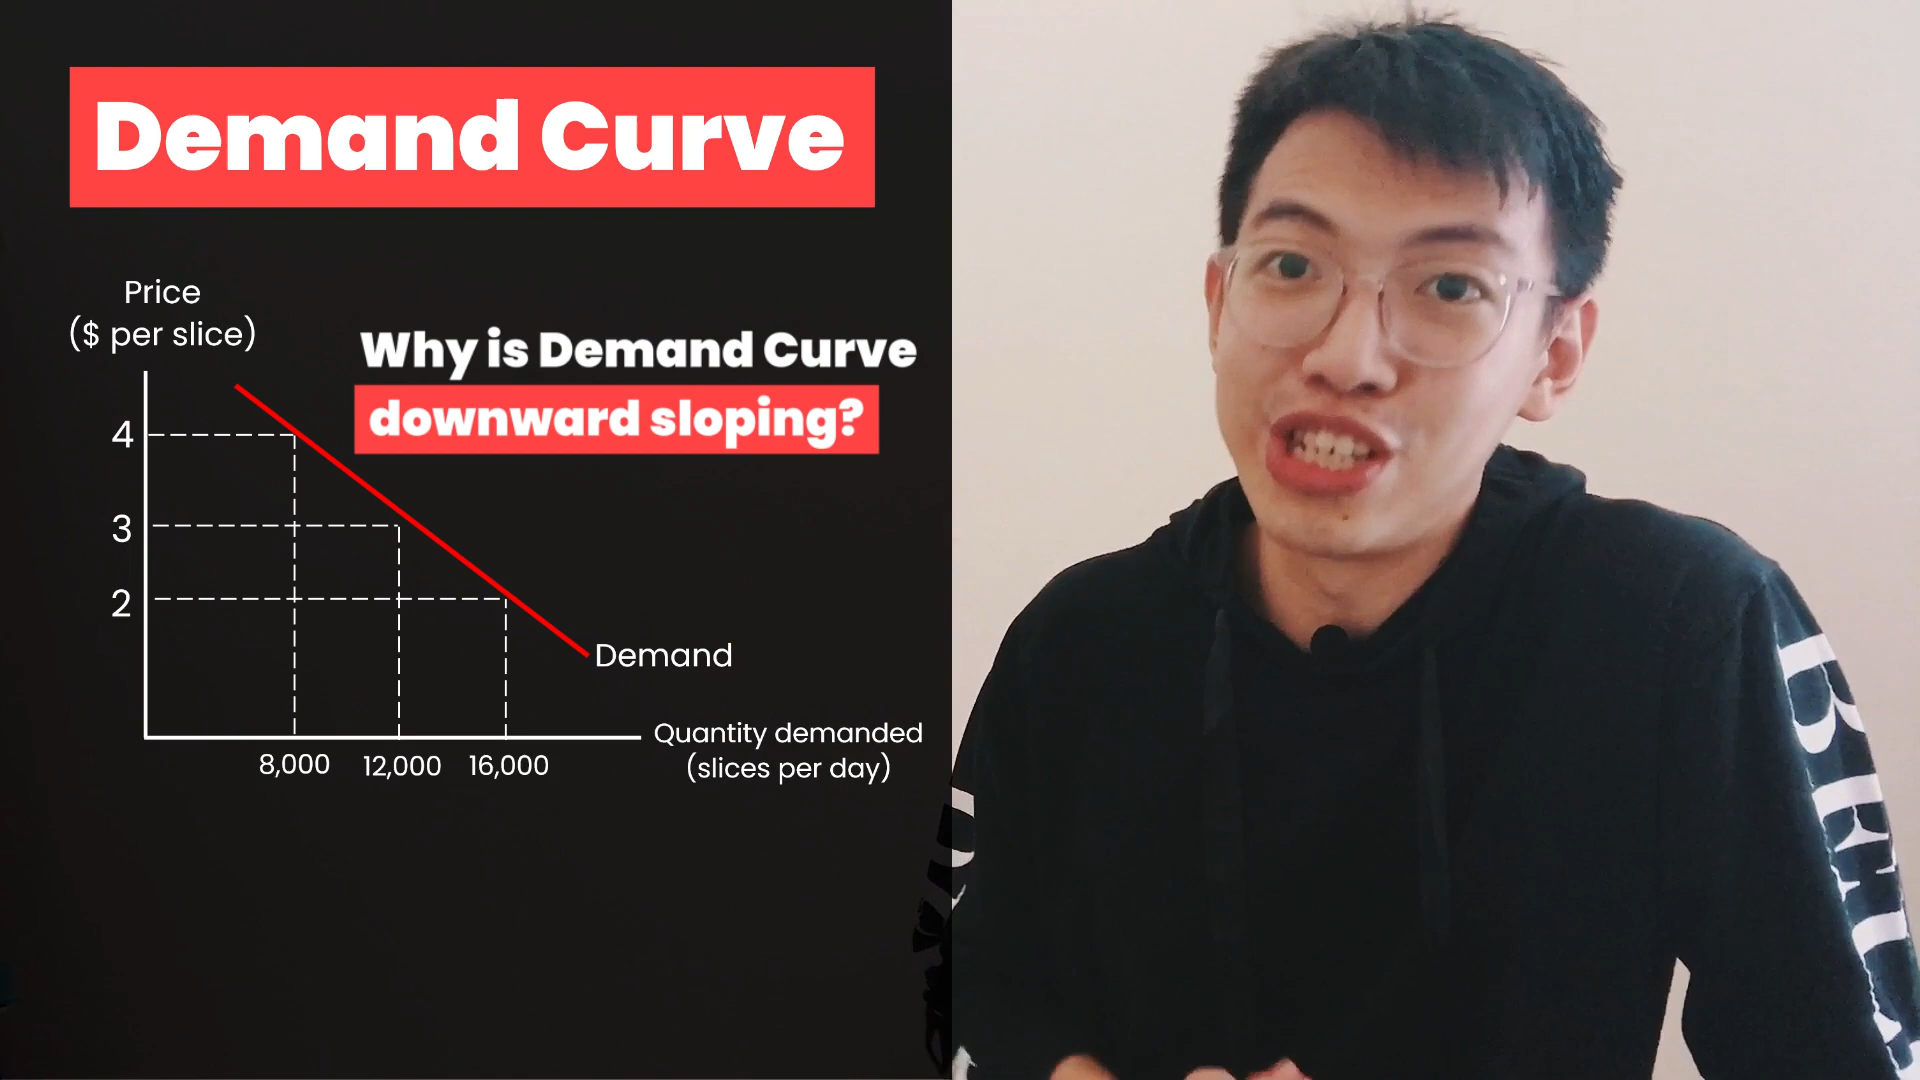 Demand Curve
Price
($ per slice)
Why is Demand Curve
downward sloping?
4
3
2
Demand
Quantity demanded
(slices per day)
8,000 12,000 16,000